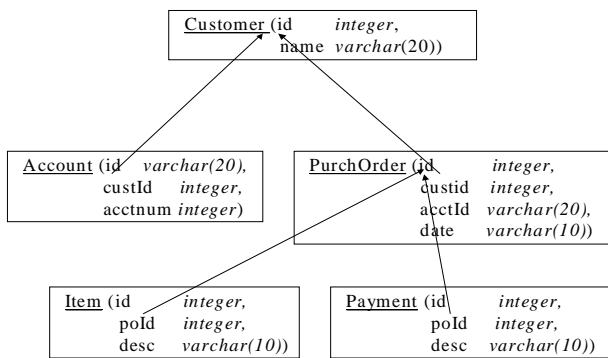 Customer (id integer,
name varchar(20))
Account (id varchar(20),
custId integer,
acctnum integer)
PurchOrder (id integer,
custid integer,
acctId varchar(20),
date varchar(10))
Item (id integer,
poId integer,
desc varchar(10))
Payment (id integer,
poId integer,
desc varchar(10))